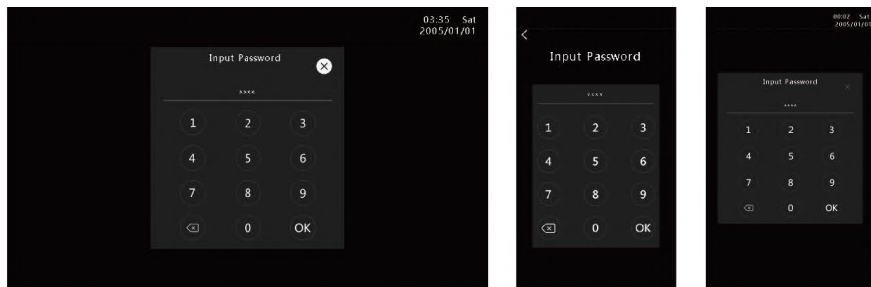 03:35 Sat
2005/01/01
Input Password
****
1 2 3
4 5 6
7 8 9
0 OK
Input Password
****
1 2 3
4 5 6
7 8 9
0 OK
00:02 Sat
2005/01/01
Input Password
****
1 2 3
4 5 6
7 8 9
0 OK